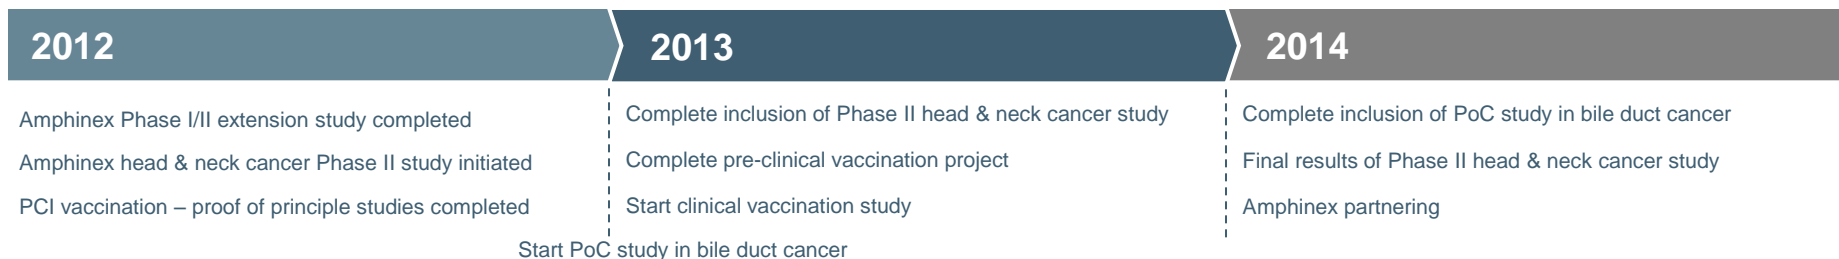 2012
Amphinex Phase I/II extension study completed
Amphinex head & neck cancer Phase II study initiated
PCI vaccination – proof of principle studies completed
Start PoC study in bile duct cancer
2013
Complete inclusion of Phase II head & neck cancer study
Complete pre-clinical vaccination project
Start clinical vaccination study
2014
Complete inclusion of PoC study in bile duct cancer
Final results of Phase II head & neck cancer study
Amphinex partnering